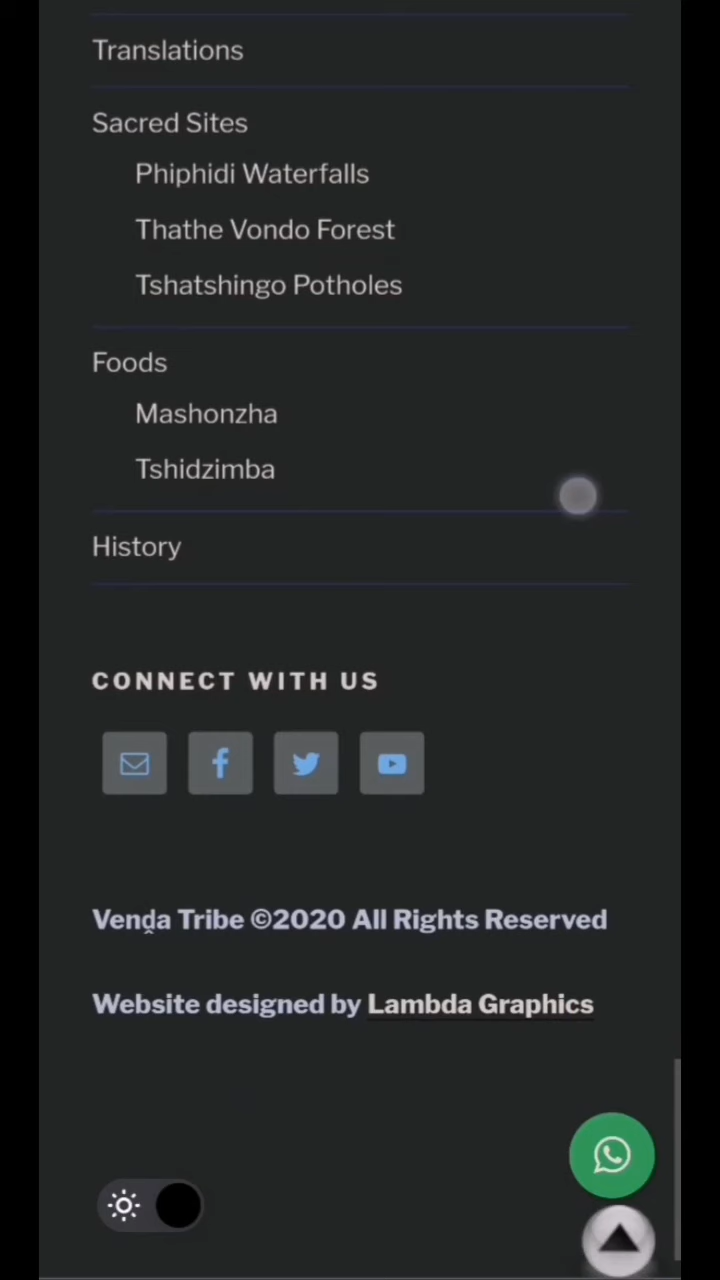 Translations
Sacred Sites
Phiphidi Waterfalls
Thathe Vondo Forest
Tshatshingo Potholes
Foods
Mashonzha
Tshidzimba
History
CONNECT WITH US
Venḓa Tribe ©2020 All Rights Reserved
Website designed by Lambda Graphics